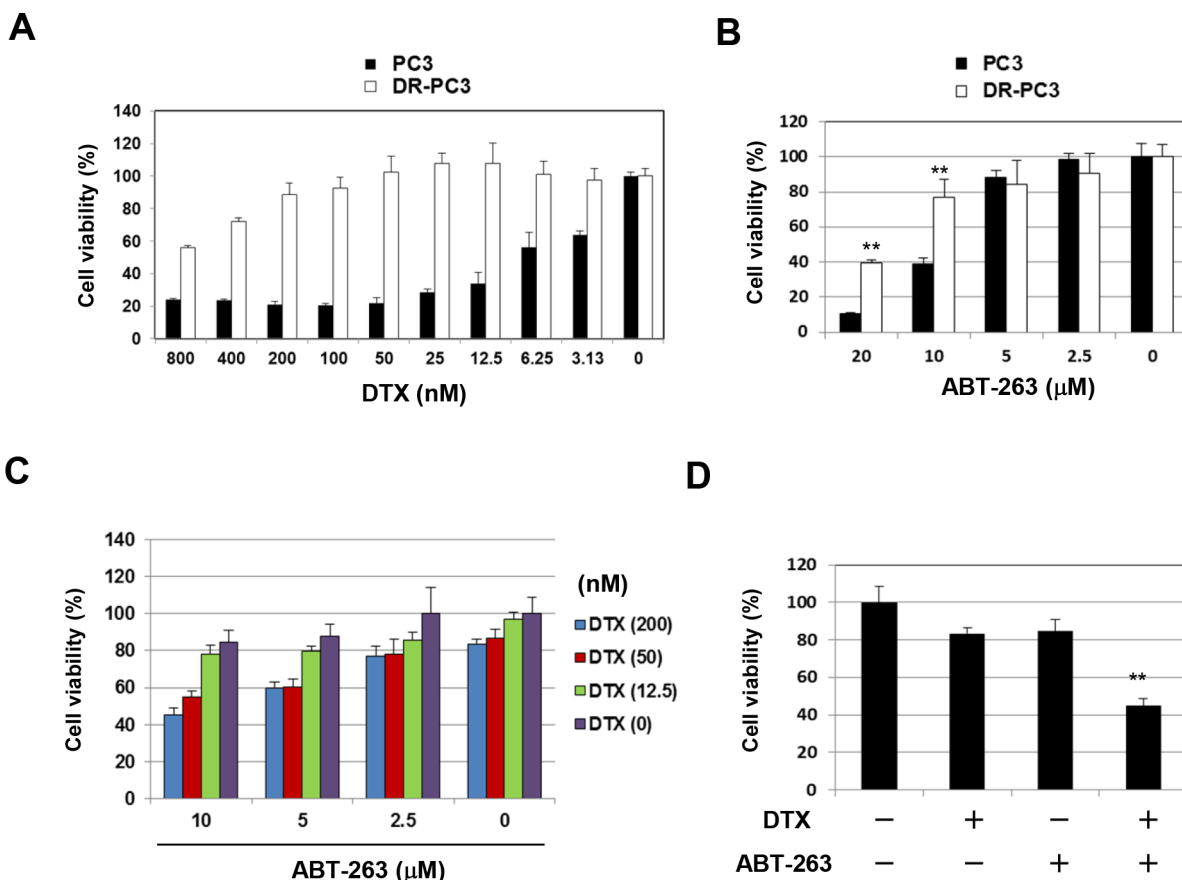 A
PC3
DR-PC3
Cell viability (%)
140
120
100
80
60
40
20
0
800 400 200 100 50 25 12.5 6.25 3.13 0
DTX (nM)
B
PC3
DR-PC3
Cell viability (%)
120
100
80
60
40
20
0
**
**
20 10 5 2.5 0
ABT-263 (μM)
C
Cell viability (%)
140
120
100
80
60
40
20
0
10 5 2.5 0
ABT-263 (μM)
(nM)
DTX (200)
DTX (50)
DTX (12.5)
DTX (0)
D
Cell viability (%)
120
100
80
60
40
20
0
**
DTX − + − +
ABT-263 − − + +